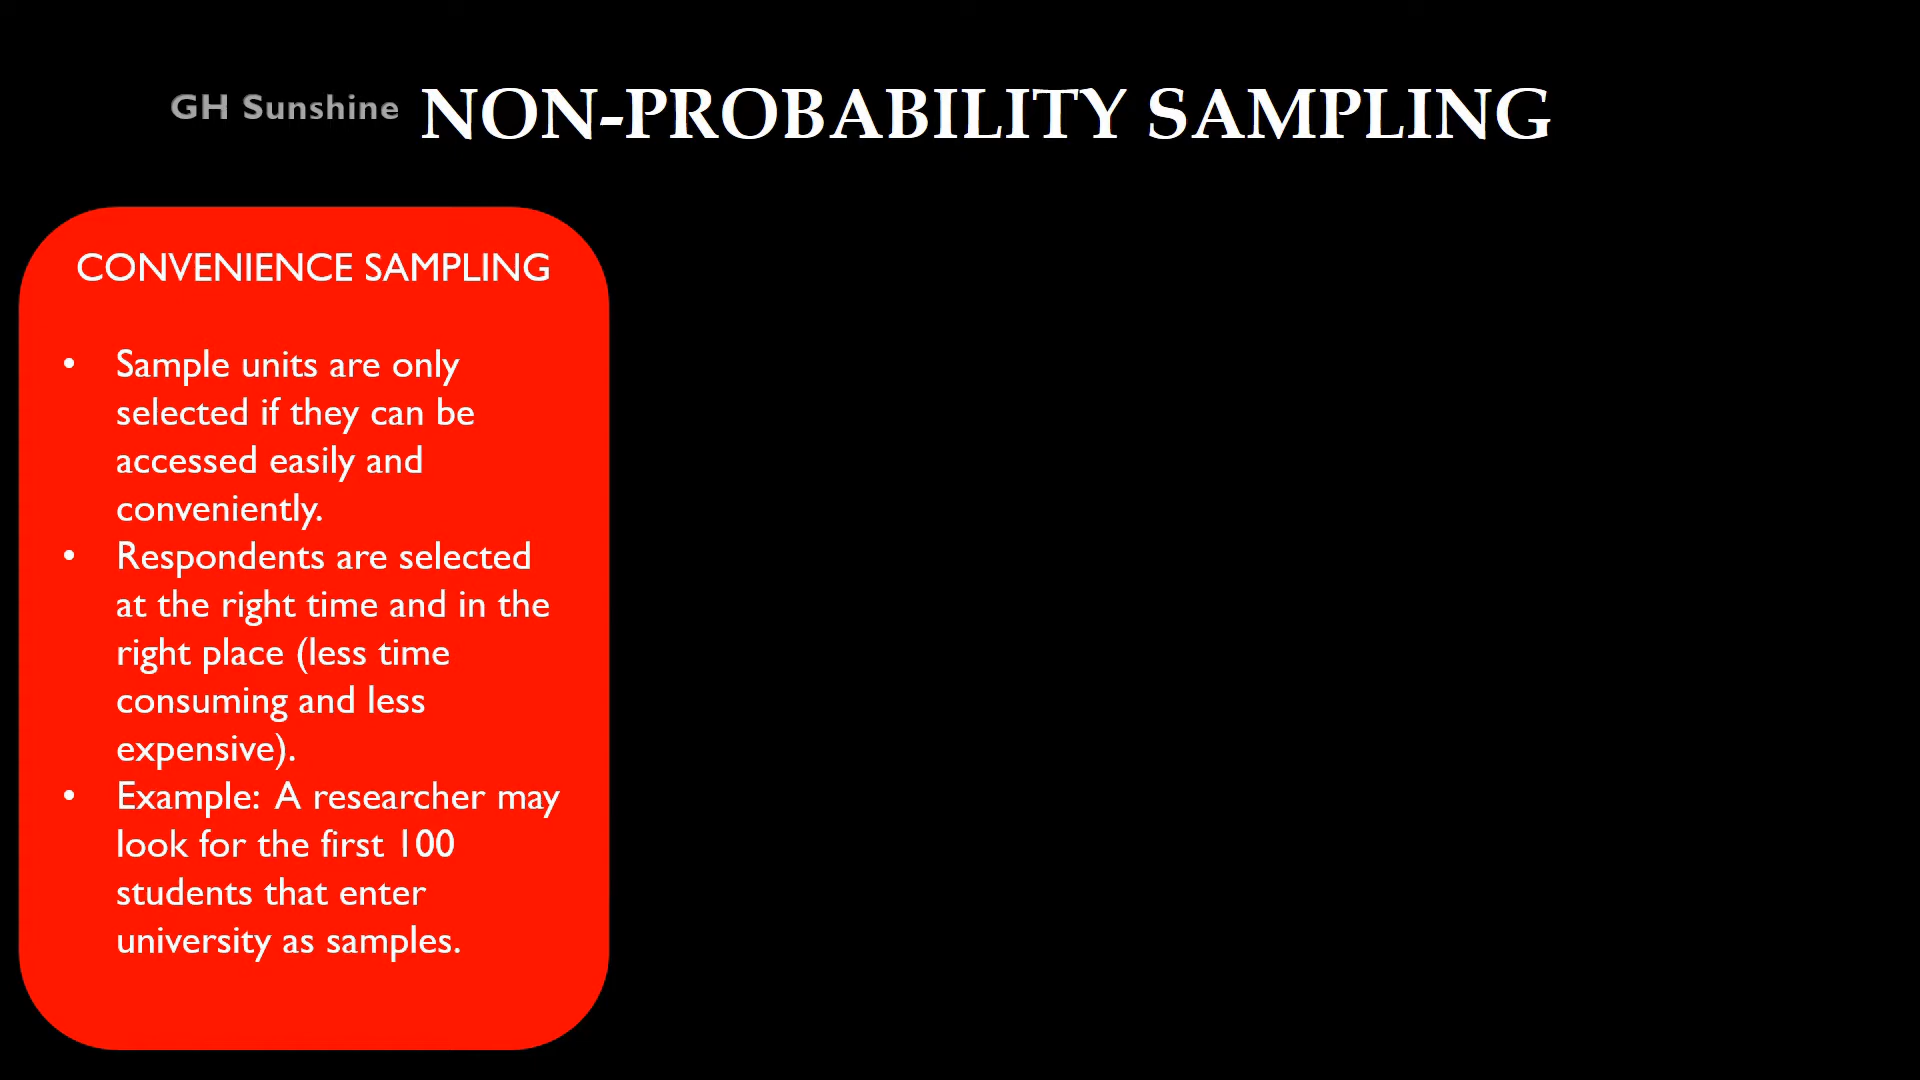 GH Sunshine
NON-PROBABILITY SAMPLING
CONVENIENCE SAMPLING
• Sample units are only
selected if they can be
accessed easily and
conveniently.
• Respondents are selected
at the right time and in the
right place (less time
consuming and less
expensive).
• Example: A researcher may
look for the first 100
students that enter
university as samples.